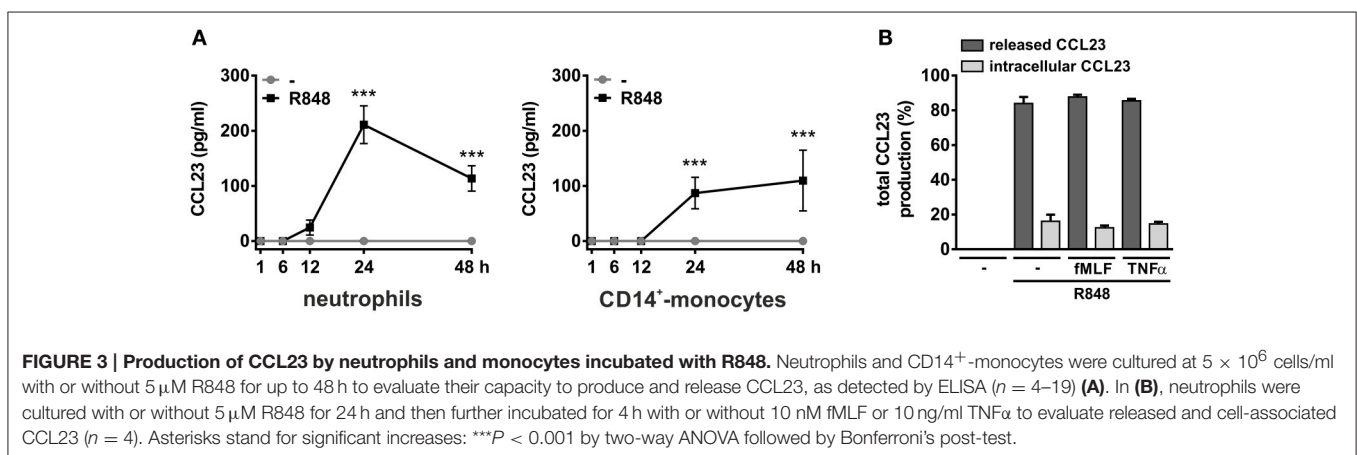 A
300
200
100
0
CCL23 (pg/ml)
-
R848
***
***
1 6 12 24 48 h
neutrophils
300
200
100
0
CCL23 (pg/ml)
-
R848
***
***
1 6 12 24 48 h
CD14⁺-monocytes
B
released CCL23
intracellular CCL23
100
80
60
40
20
0
total CCL23
production (%)
- - fMLF TNFα
R848
FIGURE 3 | Production of CCL23 by neutrophils and monocytes incubated with R848. Neutrophils and CD14⁺-monocytes were cultured at 5 × 10⁶ cells/ml
with or without 5 μM R848 for up to 48 h to evaluate their capacity to produce and release CCL23, as detected by ELISA (n = 4–19) (A). In (B), neutrophils were
cultured with or without 5 μM R848 for 24 h and then further incubated for 4 h with or without 10 nM fMLF or 10 ng/ml TNFα to evaluate released and cell-associated
CCL23 (n = 4). Asterisks stand for significant increases: ***P < 0.001 by two-way ANOVA followed by Bonferroni's post-test.